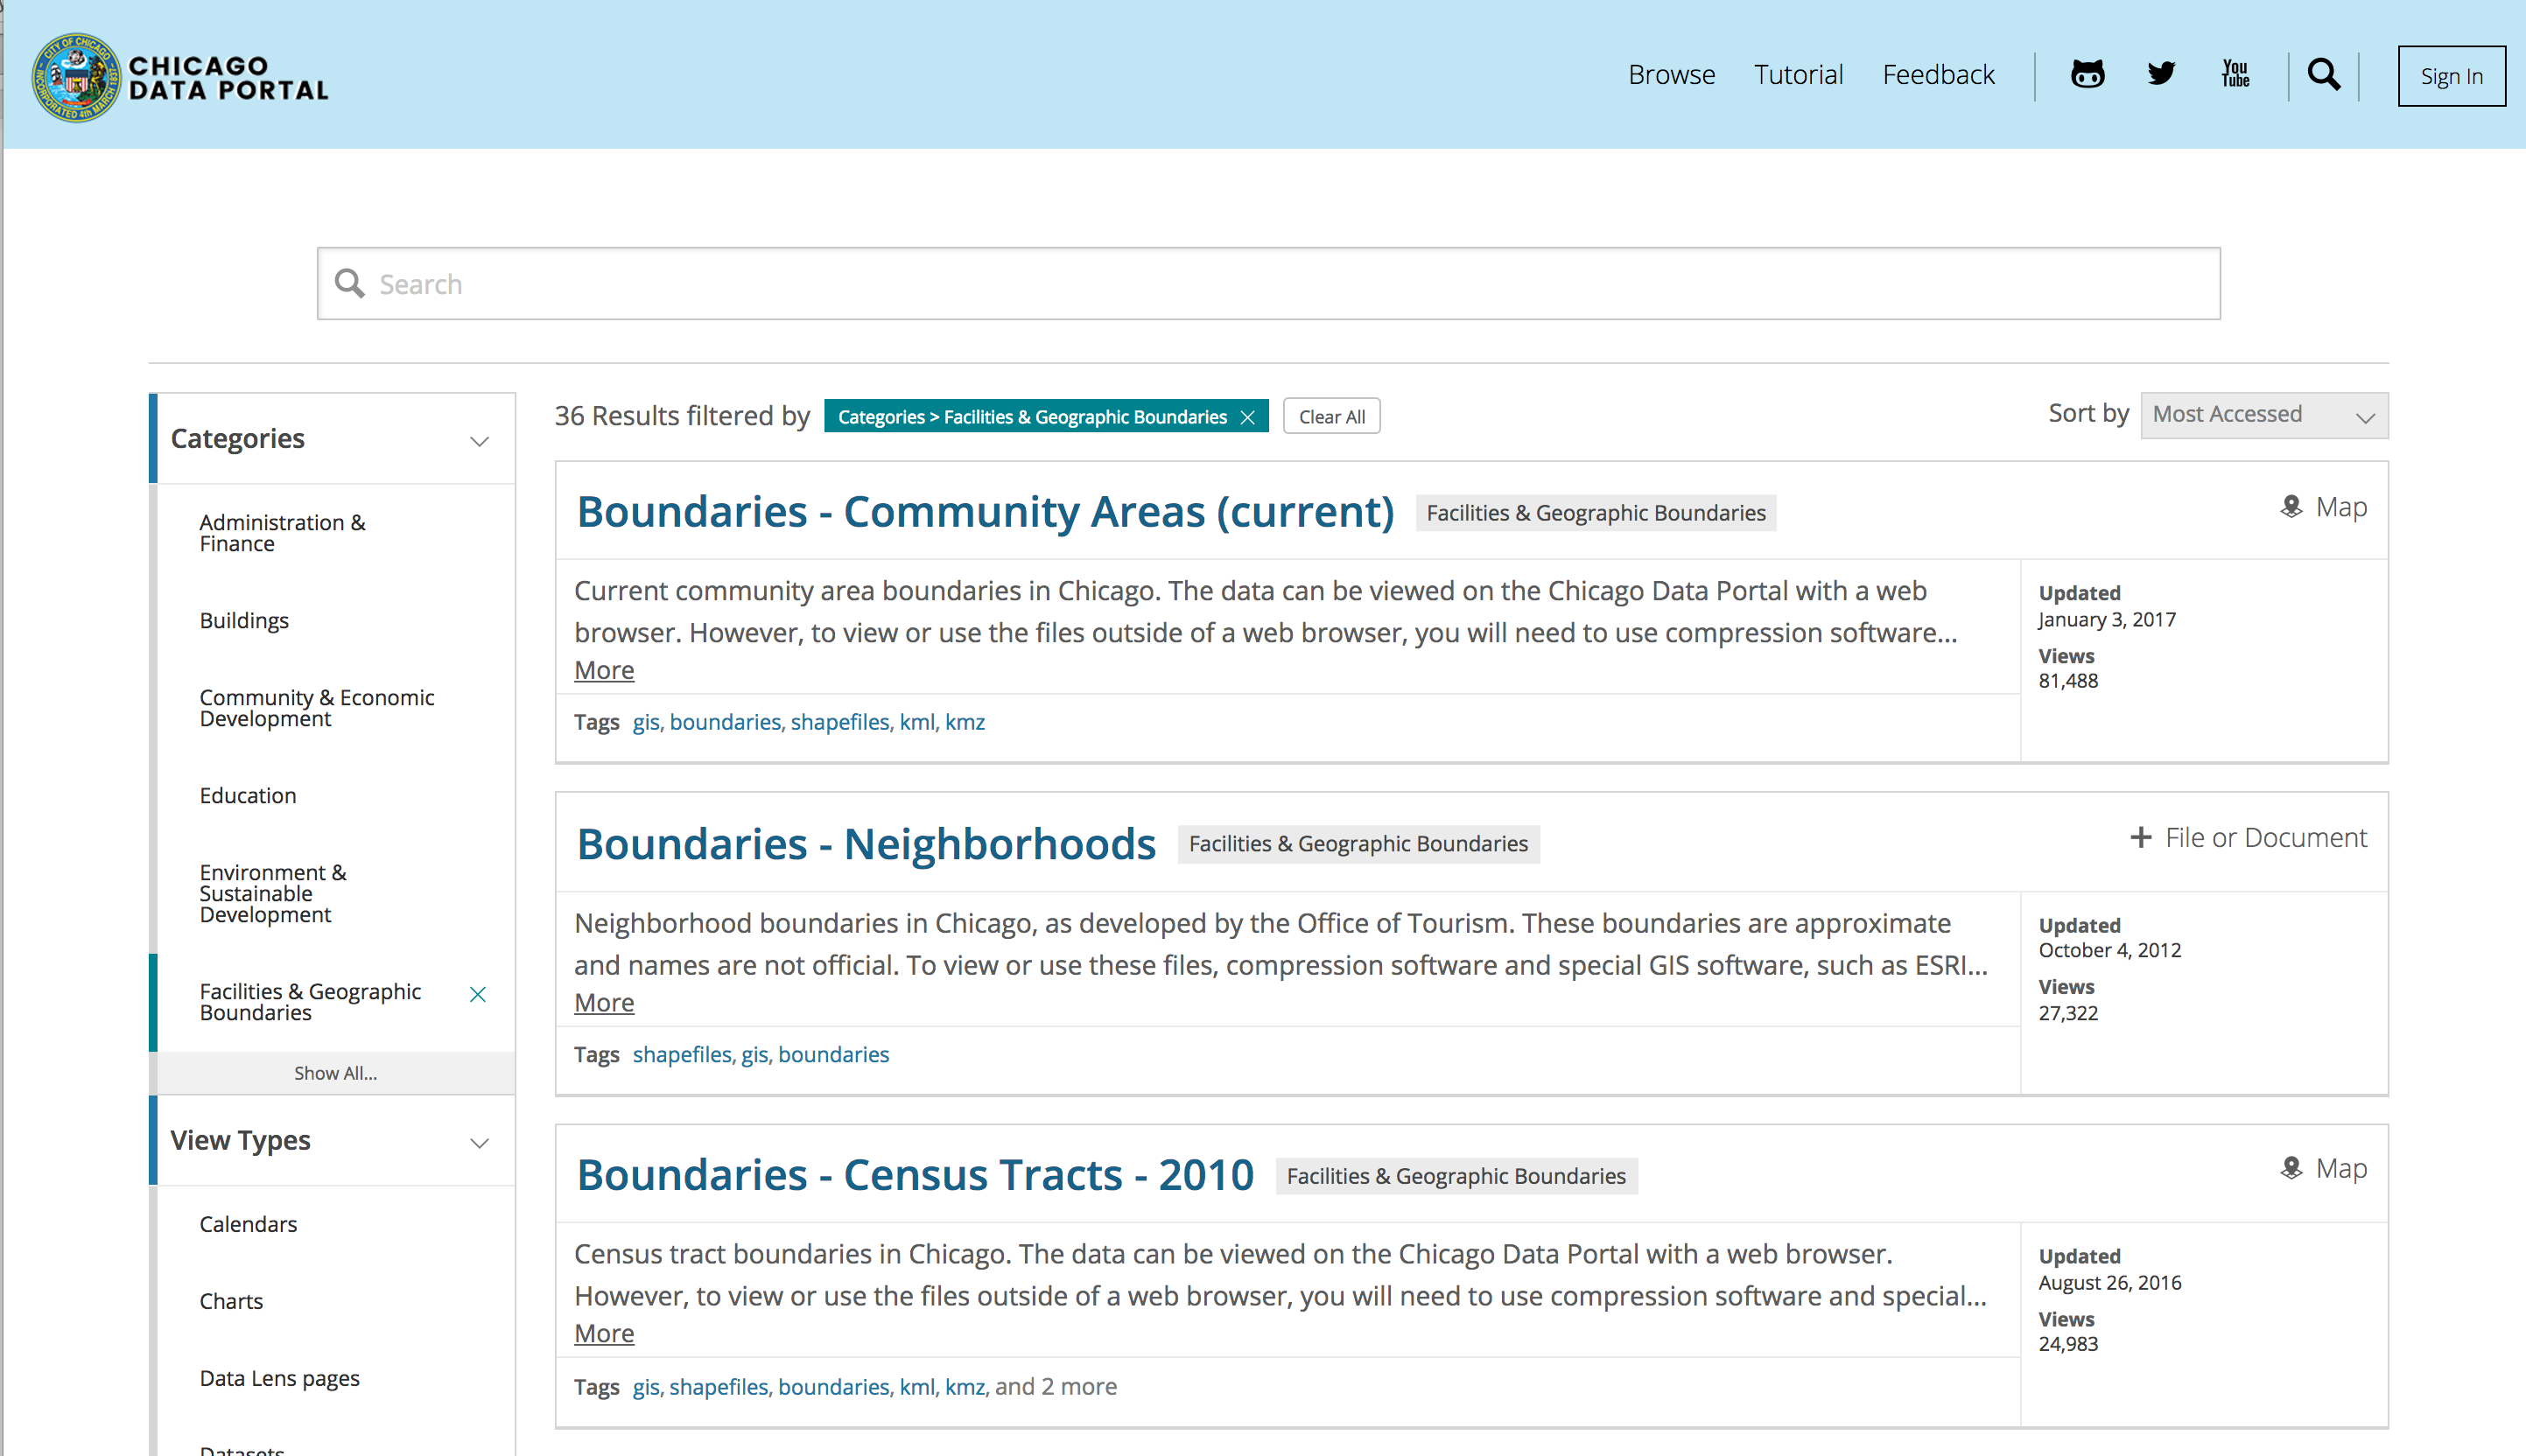 CHICAGO
DATA PORTAL
Browse Tutorial Feedback You Tube Sign In
Search
Categories
Administration &
Finance
Buildings
Community & Economic
Development
Education
Environment &
Sustainable
Development
Facilities & Geographic
Boundaries
Show All...
View Types
Calendars
Charts
Data Lens pages
Datasets
36 Results filtered by Categories > Facilities & Geographic Boundaries Clear All
Sort by Most Accessed
Boundaries - Community Areas (current) Facilities & Geographic Boundaries Map
Current community area boundaries in Chicago. The data can be viewed on the Chicago Data Portal with a web
browser. However, to view or use the files outside of a web browser, you will need to use compression software...
More
Tags gis, boundaries, shapefiles, kml, kmz
Updated
January 3, 2017
Views
81,488
Boundaries - Neighborhoods Facilities & Geographic Boundaries File or Document
Neighborhood boundaries in Chicago, as developed by the Office of Tourism. These boundaries are approximate
and names are not official. To view or use these files, compression software and special GIS software, such as ESRI...
More
Tags shapefiles, gis, boundaries
Updated
October 4, 2012
Views
27,322
Boundaries - Census Tracts - 2010 Facilities & Geographic Boundaries Map
Census tract boundaries in Chicago. The data can be viewed on the Chicago Data Portal with a web browser.
However, to view or use the files outside of a web browser, you will need to use compression software and special...
More
Tags gis, shapefiles, boundaries, kml, kmz, and 2 more
Updated
August 26, 2016
Views
24,983